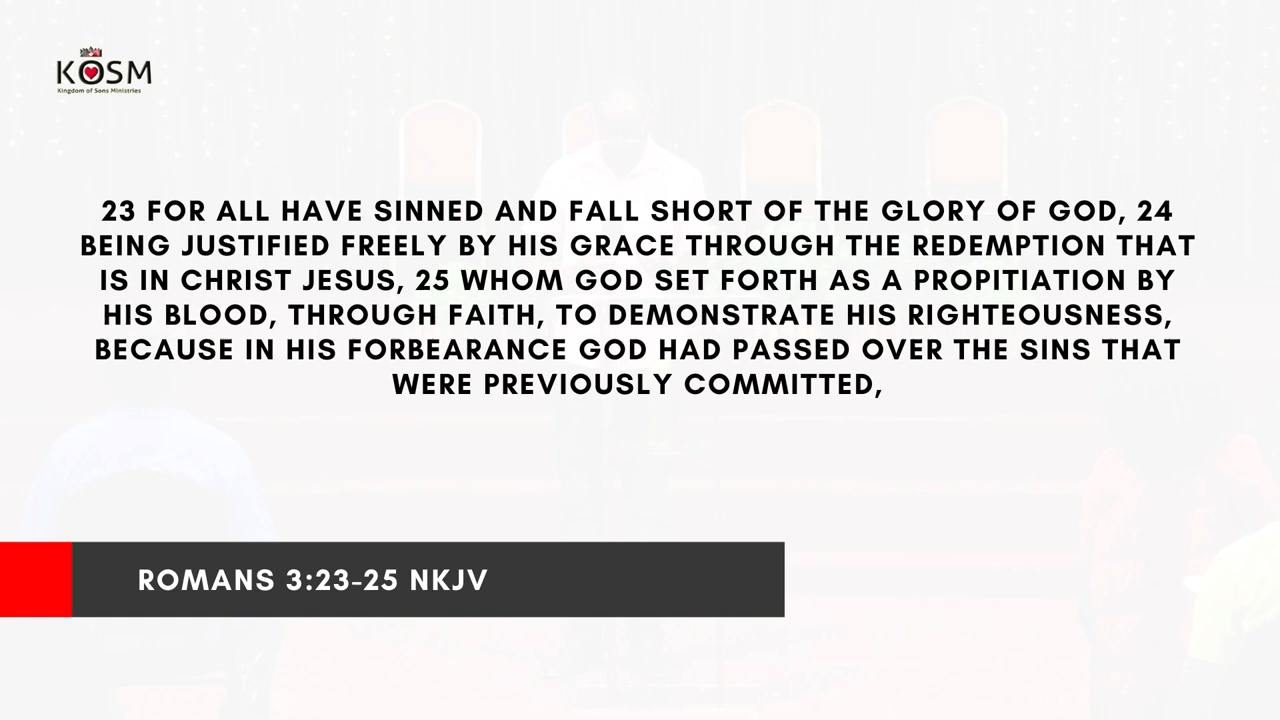 KOSM
Kingdom of Sons Ministries
23 FOR ALL HAVE SINNED AND FALL SHORT OF THE GLORY OF GOD, 24
BEING JUSTIFIED FREELY BY HIS GRACE THROUGH THE REDEMPTION THAT
IS IN CHRIST JESUS, 25 WHOM GOD SET FORTH AS A PROPITIATION BY
HIS BLOOD, THROUGH FAITH, TO DEMONSTRATE HIS RIGHTEOUSNESS,
BECAUSE IN HIS FORBEARANCE GOD HAD PASSED OVER THE SINS THAT
WERE PREVIOUSLY COMMITTED,
ROMANS 3:23-25 NKJV